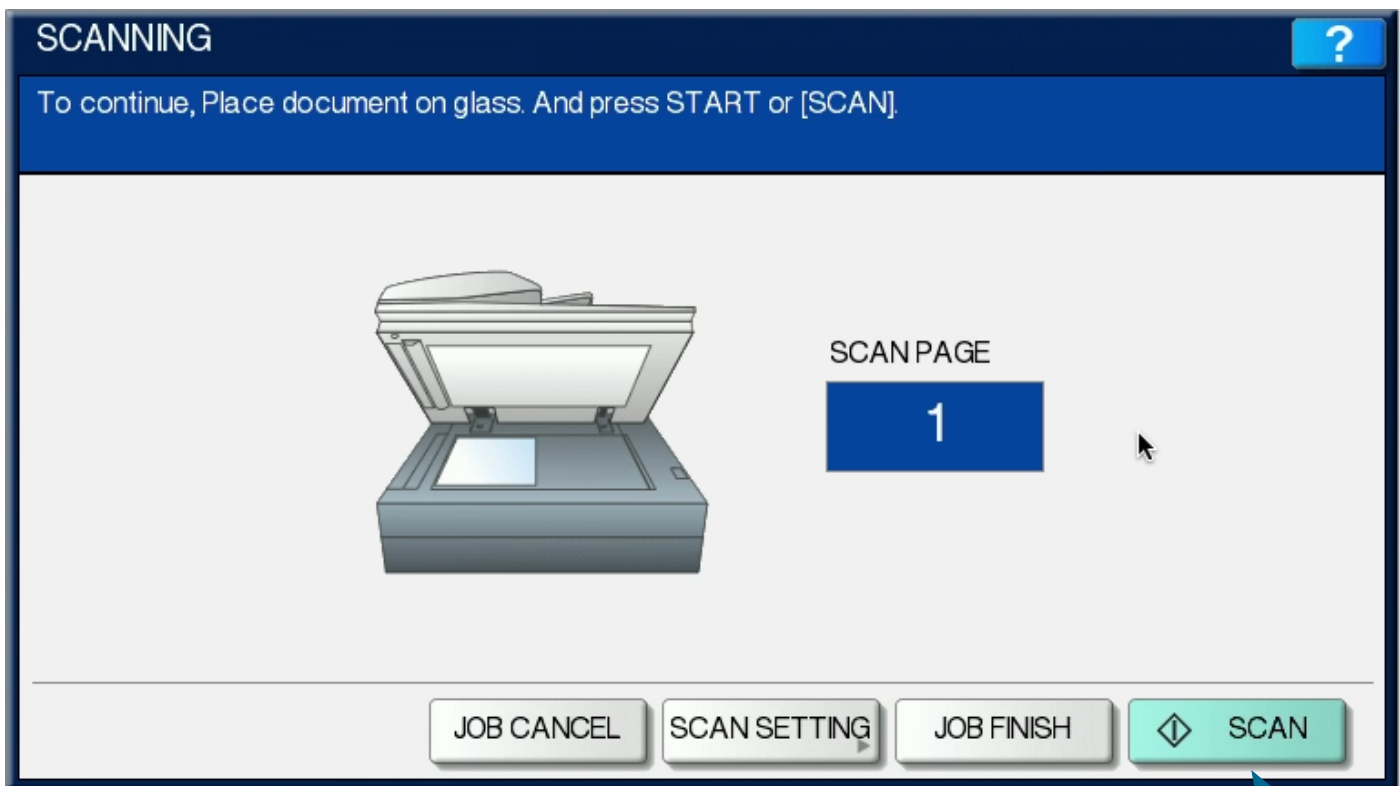 SCANNING
?
To continue, Place document on glass. And press START or [SCAN].
SCAN PAGE
1
JOB CANCEL
SCAN SETTING
JOB FINISH
SCAN